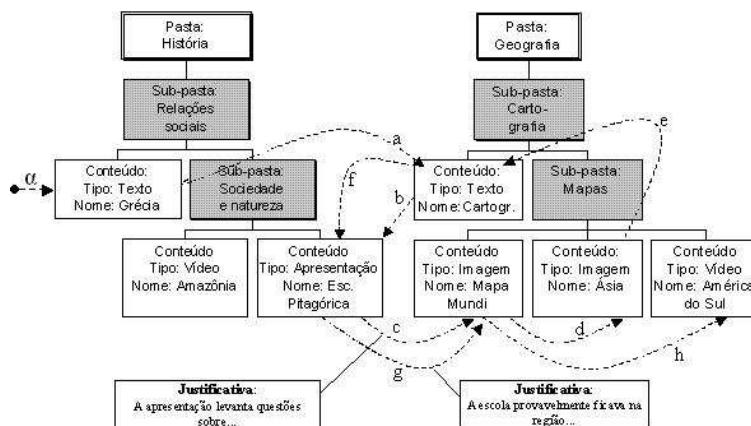 Pasta:
História
Pasta:
Geografia
Sub-pasta:
Relações
sociais
Sub-pasta:
Carto-
grafia
a
e
α
Conteúdo:
Tipo: Texto
Nome: Grécia
Sub-pasta:
Sociedade
e natureza
f
b
Conteúdo:
Tipo: Texto
Nome:Cartogr.
Sub-pasta:
Mapas
Conteúdo
Tipo: Vídeo
Nome: Amazônia
Conteúdo
Tipo: Apresentação
Nome: Esc.
Pitagórica
Conteúdo
Tipo: Imagem
Nome: Mapa
Mundi
Conteúdo
Tipo: Imagem
Nome: Ásia
Conteúdo
Tipo: Vídeo
Nome: América
do Sul
c
d
g
h
Justificativa:
A apresentação levanta questões
sobre...
Justificativa:
A escola provavelmente ficava na
região...